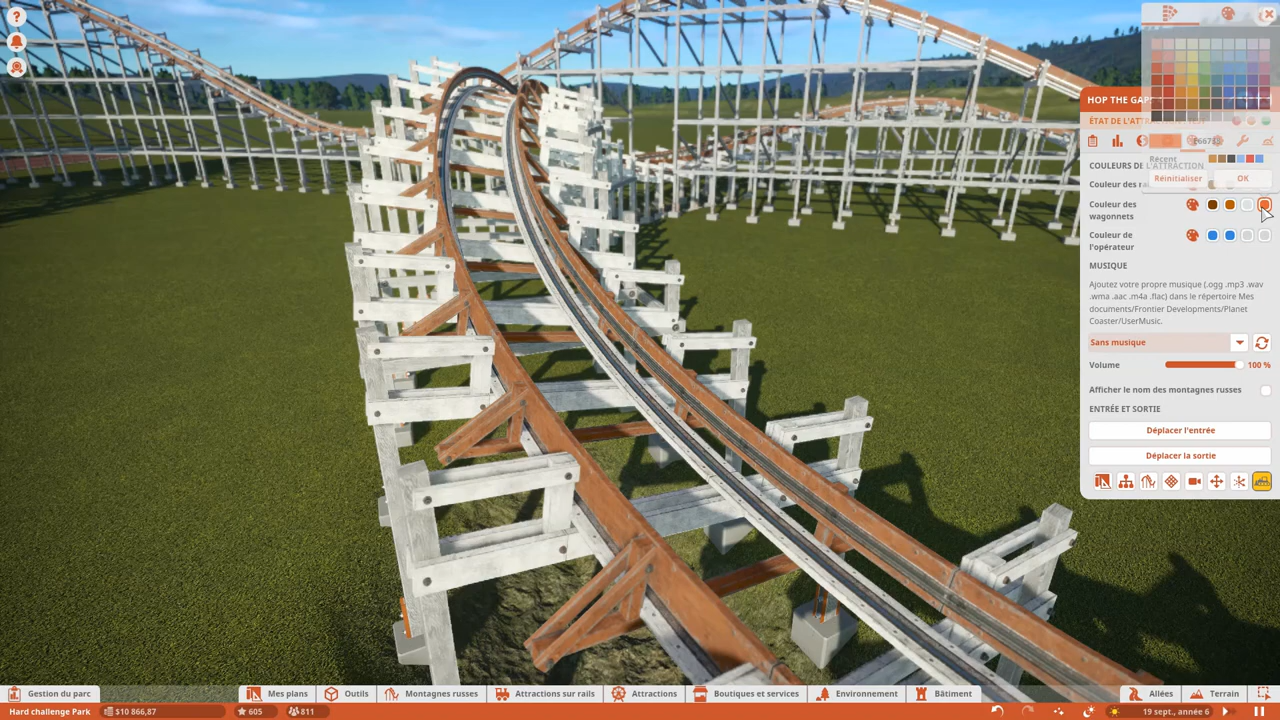 HOP THE GAP
ÉTAT DE L'ATT
Récent
Réinitialiser OK
COULEURS DE L'ATTRACTION
Couleur des
Couleur des
wagonnets
Couleur de
l'opérateur
MUSIQUE
Ajoutez votre propre musique (.ogg .mp3 .wav
.wma .aac .m4a .flac) dans le répertoire Mes
documents/Frontier Developments/Planet
Coaster/UserMusic.
Sans musique
Volume 100 %
Afficher le nom des montagnes russes
ENTRÉE ET SORTIE
Déplacer l'entrée
Déplacer la sortie
Gestion du parc Mes plans Outils Montagnes russes Attractions sur rails Attractions Boutiques et services Environnement Bâtiment Allées Terrain
Hard challenge Park $10 866,87 605 811 19 sept., année 6